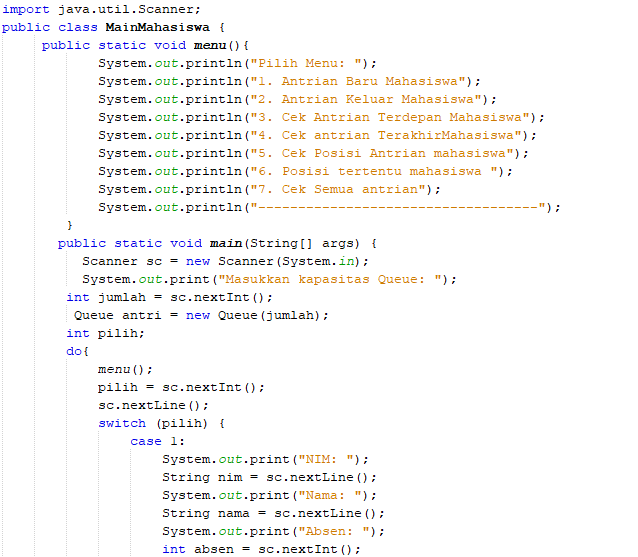 import java.util.Scanner;
public class MainMahasiswa {
public static void menu(){
System.out.println("Pilih Menu: ");
System.out.println("1. Antrian Baru Mahasiswa");
System.out.println("2. Antrian Keluar Mahasiswa");
System.out.println("3. Cek Antrian Terdepan Mahasiswa");
System.out.println("4. Cek antrian TerakhirMahasiswa");
System.out.println("5. Cek Posisi Antrian mahasiswa");
System.out.println("6. Posisi tertentu mahasiswa ");
System.out.println("7. Cek Semua antrian");
System.out.println("-----------------------------------");
}
public static void main(String[] args) {
Scanner sc = new Scanner(System.in);
System.out.print("Masukkan kapasitas Queue: ");
int jumlah = sc.nextInt();
Queue antri = new Queue(jumlah);
int pilih;
do{
menu();
pilih = sc.nextInt();
sc.nextLine();
switch (pilih) {
case 1:
System.out.print("NIM: ");
String nim = sc.nextLine();
System.out.print("Nama: ");
String nama = sc.nextLine();
System.out.print("Absen: ");
int absen = sc.nextInt();